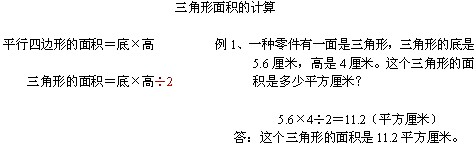 三角形面积的计算
平行四边形的面积＝底×高
三角形的面积＝底×高÷2
例 1、一种零件有一面是三角形，三角形的底是
5.6 厘米，高是 4 厘米。这个三角形的面
积是多少平方厘米？
5.6×4÷2＝11.2（平方厘米）
答：这个三角形的面积是 11.2 平方厘米。